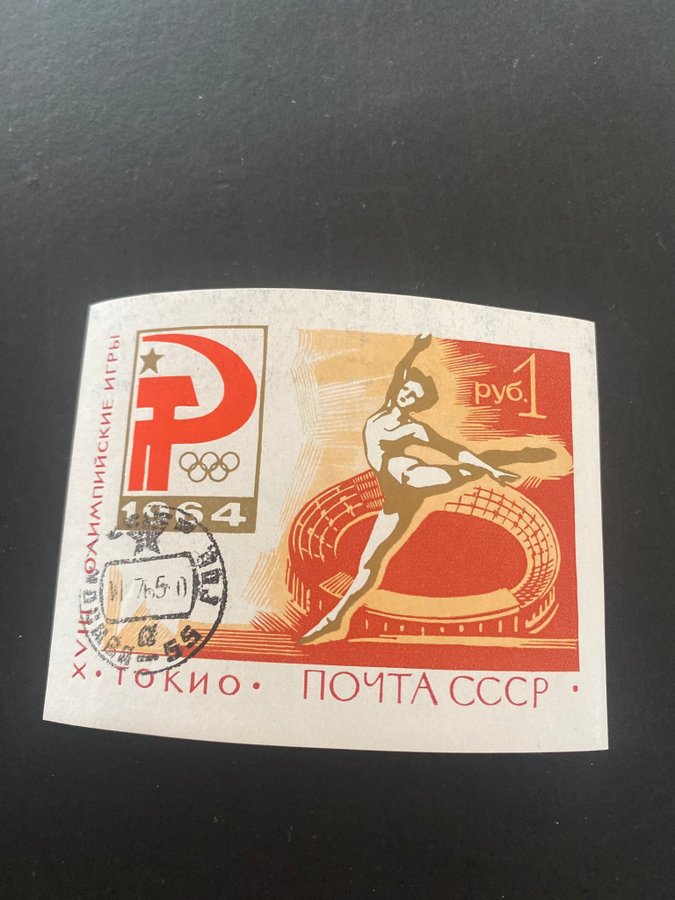 XVIII ОЛИМПИЙСКИЕ ИГРЫ
1964
руб. 1
• ТОКИО • ПОЧТА СССР •